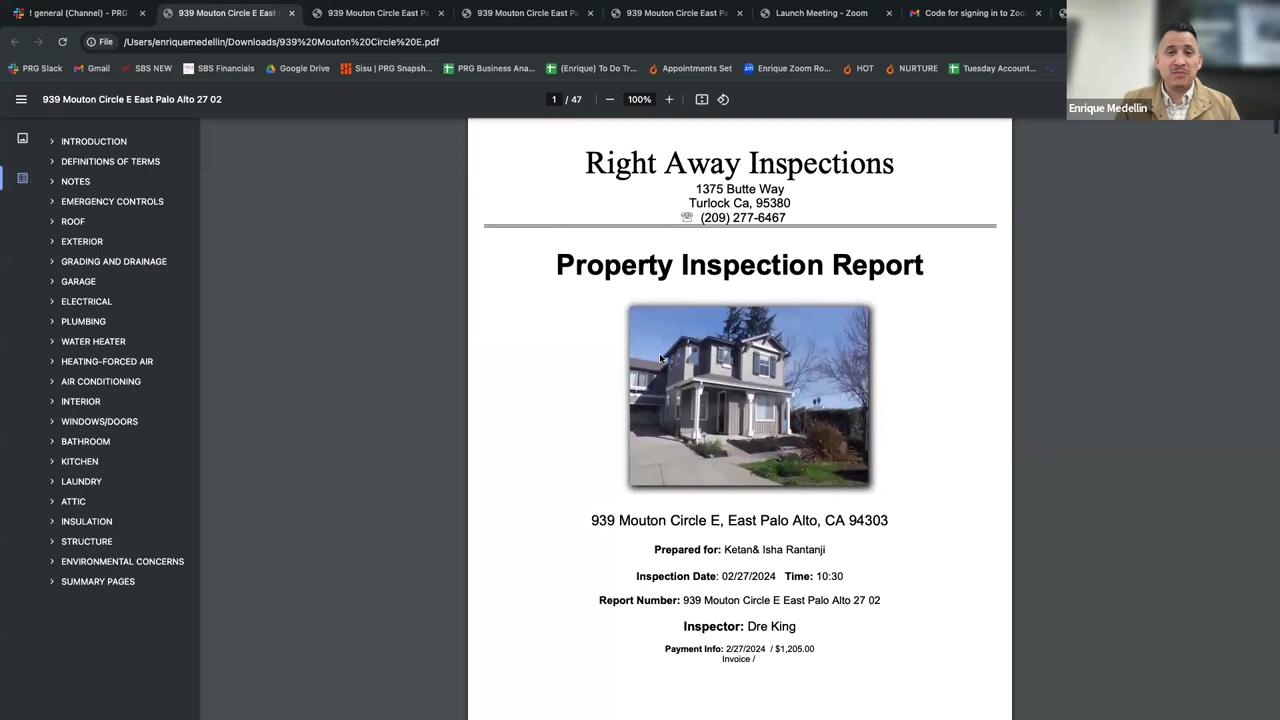 ! general (Channel) - PRG
939 Mouton Circle E East
939 Mouton Circle East Pa
939 Mouton Circle East Pa
939 Mouton Circle East Pa
Launch Meeting - Zoom
Code for signing in to Zoo
File
/Users/enriquemedellin/Downloads/939%20Mouton%20Circle%20E.pdf
PRG Slack
Gmail
SBS NEW
SBS Financials
Google Drive
Sisu | PRG Snapsh...
PRG Business Ana...
(Enrique) To Do Tr...
Appointments Set
Enrique Zoom Ro...
HOT
NURTURE
Tuesday Account...
Enrique Medellin
939 Mouton Circle E East Palo Alto 27 02
1 / 47
100%
INTRODUCTION
DEFINITIONS OF TERMS
NOTES
EMERGENCY CONTROLS
ROOF
EXTERIOR
GRADING AND DRAINAGE
GARAGE
ELECTRICAL
PLUMBING
WATER HEATER
HEATING-FORCED AIR
AIR CONDITIONING
INTERIOR
WINDOWS/DOORS
BATHROOM
KITCHEN
LAUNDRY
ATTIC
INSULATION
STRUCTURE
ENVIRONMENTAL CONCERNS
SUMMARY PAGES
Right Away Inspections
1375 Butte Way
Turlock Ca, 95380
☏ (209) 277-6467
Property Inspection Report
939 Mouton Circle E, East Palo Alto, CA 94303
Prepared for: Ketan& Isha Rantanji
Inspection Date: 02/27/2024 Time: 10:30
Report Number: 939 Mouton Circle E East Palo Alto 27 02
Inspector: Dre King
Payment Info: 2/27/2024 / $1,205.00
Invoice /